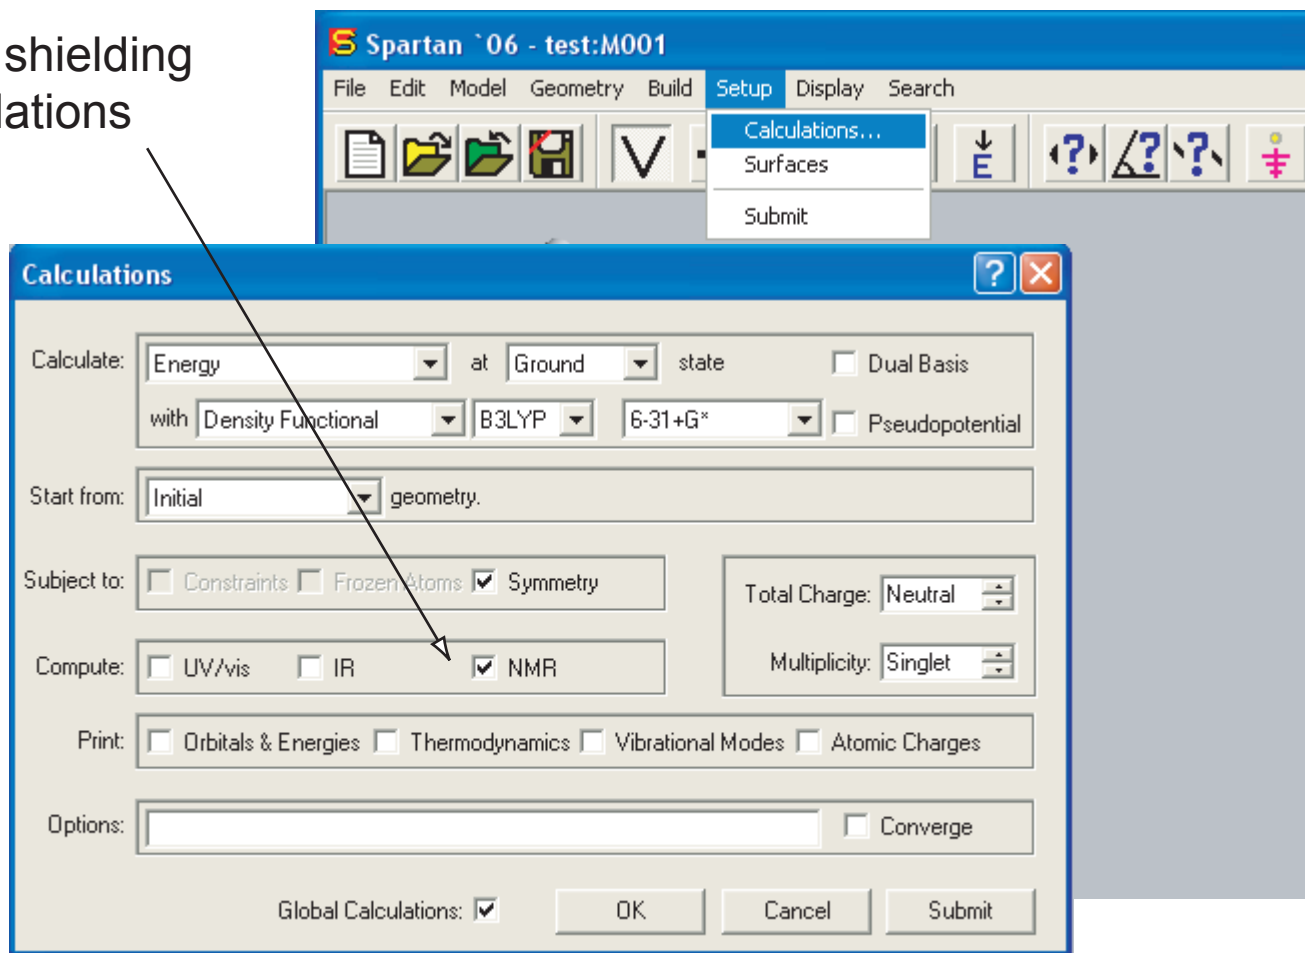 shielding
Spartan `06 - test:M001
File Edit Model Geometry Build Setup Display Search
Calculations...
Surfaces
Submit
E
Calculations
Calculate: Energy at Ground state Dual Basis
with Density Functional B3LYP 6-31+G* Pseudopotential
Start from: Initial geometry.
Subject to: Constraints Frozen Atoms Symmetry
Total Charge: Neutral
Compute: UV/vis IR NMR
Multiplicity: Singlet
Print: Orbitals & Energies Thermodynamics Vibrational Modes Atomic Charges
Options: Converge
Global Calculations: OK Cancel Submit